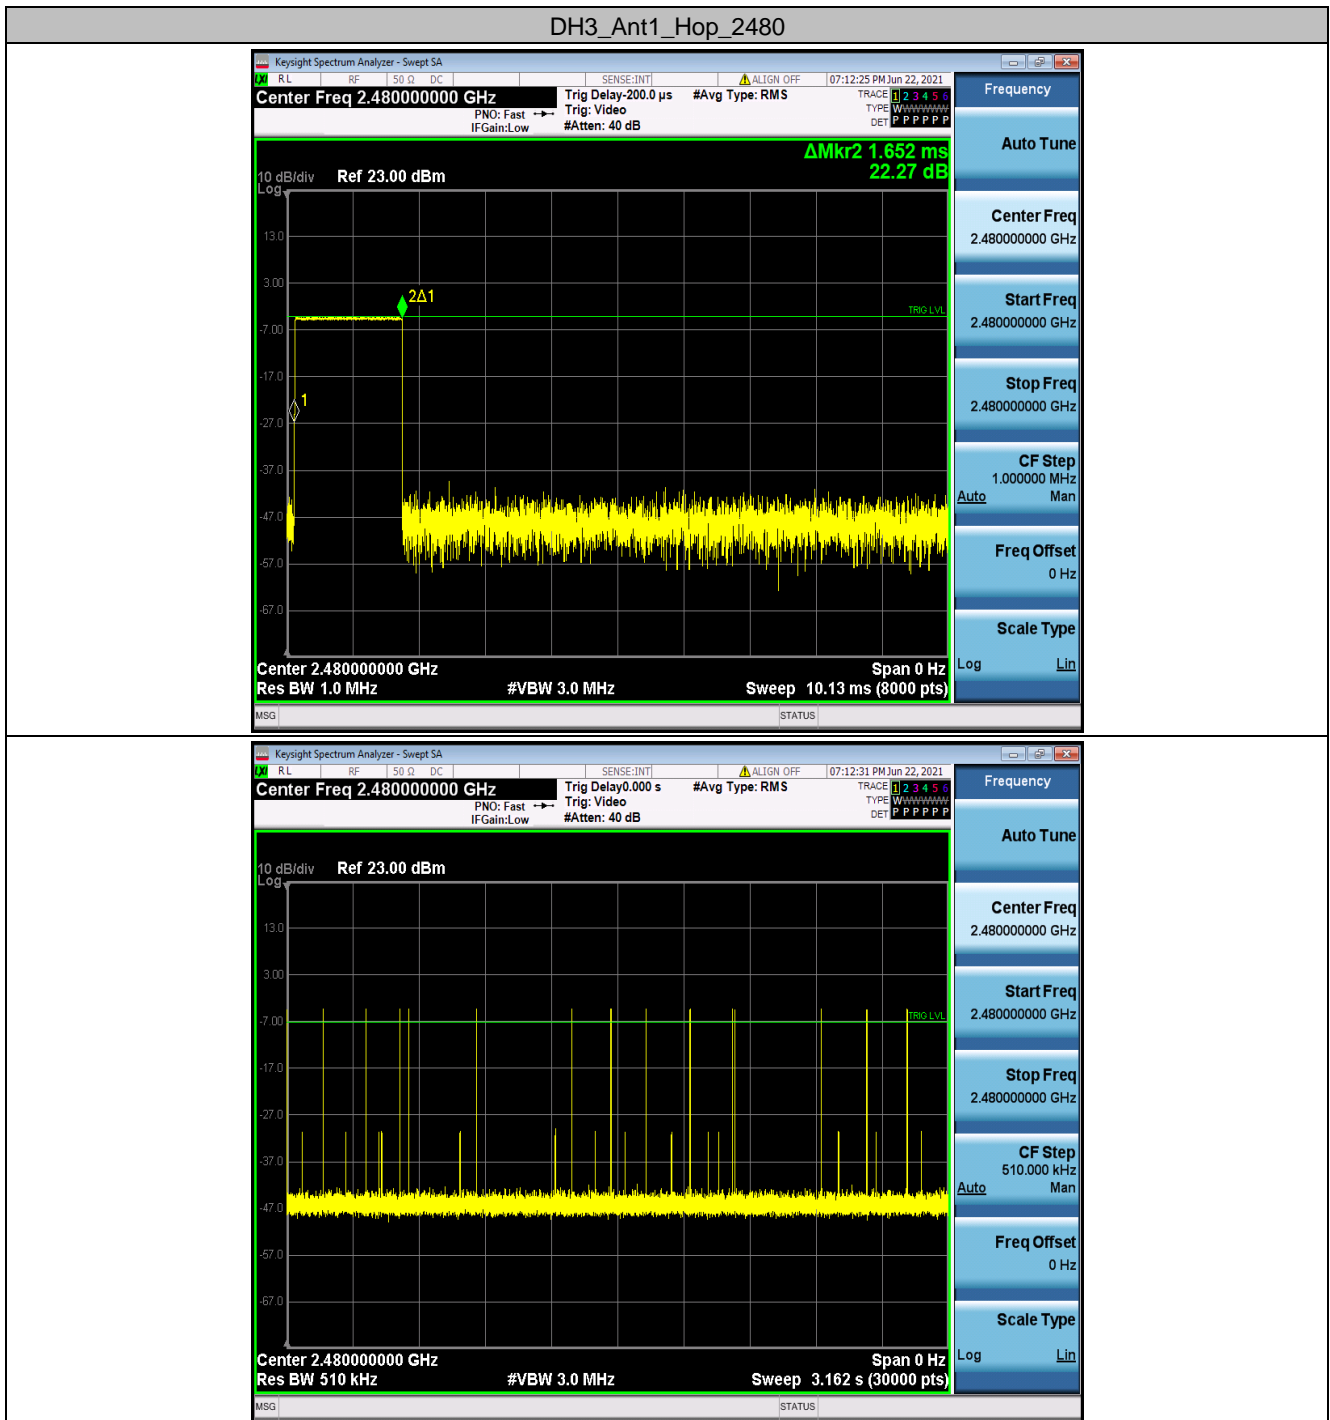 DH3_Ant1_Hop_2480
Keysight Spectrum Analyzer - Swept SA
LXI RL RF 50 Ω DC SENSE:INT ALIGN OFF 07:12:25 PM Jun 22, 2021
Center Freq 2.480000000 GHz
PNO: Fast
IFGain:Low
Trig Delay-200.0 µs
Trig: Video
#Atten: 40 dB
#Avg Type: RMS
TRACE 1 2 3 4 5 6
TYPE WWWWWW
DET P P P P P P
ΔMkr2 1.652 ms
22.27 dB
10 dB/div Ref 23.00 dBm
Log
13.0
3.00
2Δ1
TRIG LVL
-7.00
-17.0
1
-27.0
-37.0
-47.0
-57.0
-67.0
Center 2.480000000 GHz Span 0 Hz
Res BW 1.0 MHz #VBW 3.0 MHz Sweep 10.13 ms (8000 pts)
MSG STATUS
Frequency
Auto Tune
Center Freq
2.480000000 GHz
Start Freq
2.480000000 GHz
Stop Freq
2.480000000 GHz
CF Step
1.000000 MHz
Auto Man
Freq Offset
0 Hz
Scale Type
Log Lin
Keysight Spectrum Analyzer - Swept SA
LXI RL RF 50 Ω DC SENSE:INT ALIGN OFF 07:12:31 PM Jun 22, 2021
Center Freq 2.480000000 GHz
PNO: Fast
IFGain:Low
Trig Delay0.000 s
Trig: Video
#Atten: 40 dB
#Avg Type: RMS
TRACE 1 2 3 4 5 6
TYPE WWWWWW
DET P P P P P P
10 dB/div Ref 23.00 dBm
Log
13.0
3.00
-7.00
TRIG LVL
-17.0
-27.0
-37.0
-47.0
-57.0
-67.0
Center 2.480000000 GHz Span 0 Hz
Res BW 510 kHz #VBW 3.0 MHz Sweep 3.162 s (30000 pts)
MSG STATUS
Frequency
Auto Tune
Center Freq
2.480000000 GHz
Start Freq
2.480000000 GHz
Stop Freq
2.480000000 GHz
CF Step
510.000 kHz
Auto Man
Freq Offset
0 Hz
Scale Type
Log Lin